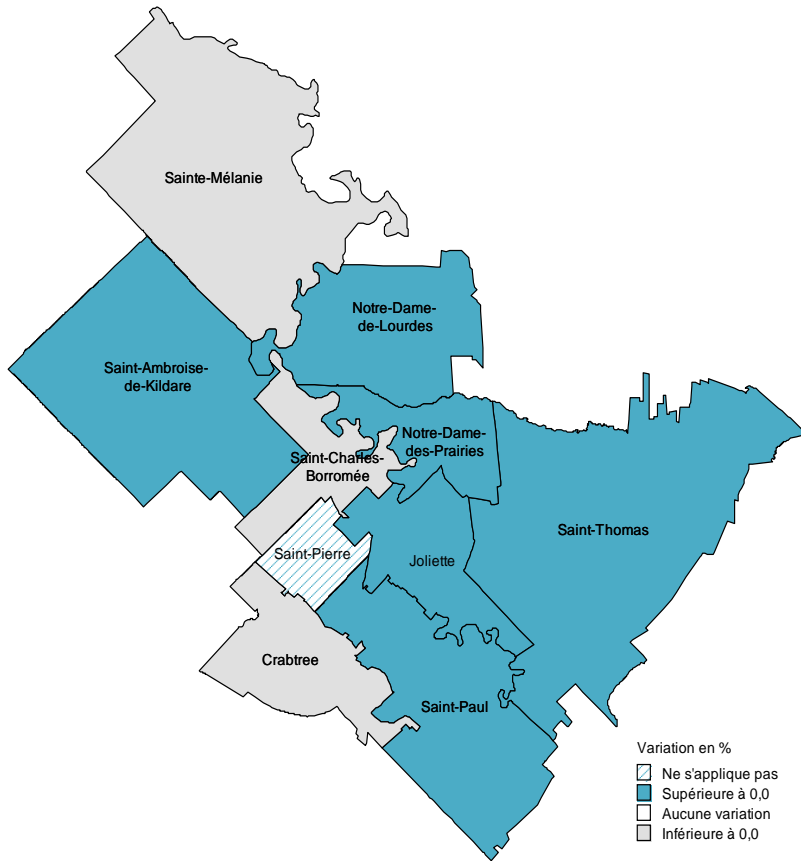 Sainte-Mélanie
Notre-Dame-
de-Lourdes
Saint-Ambroise-
de-Kildare
Notre-Dame-
des-Prairies
Saint-Charles-
Borromée
Saint-Thomas
Saint-Pierre
Joliette
Crabtree
Saint-Paul
Variation en %
Ne s'applique pas
Supérieure à 0,0
Aucune variation
Inférieure à 0,0